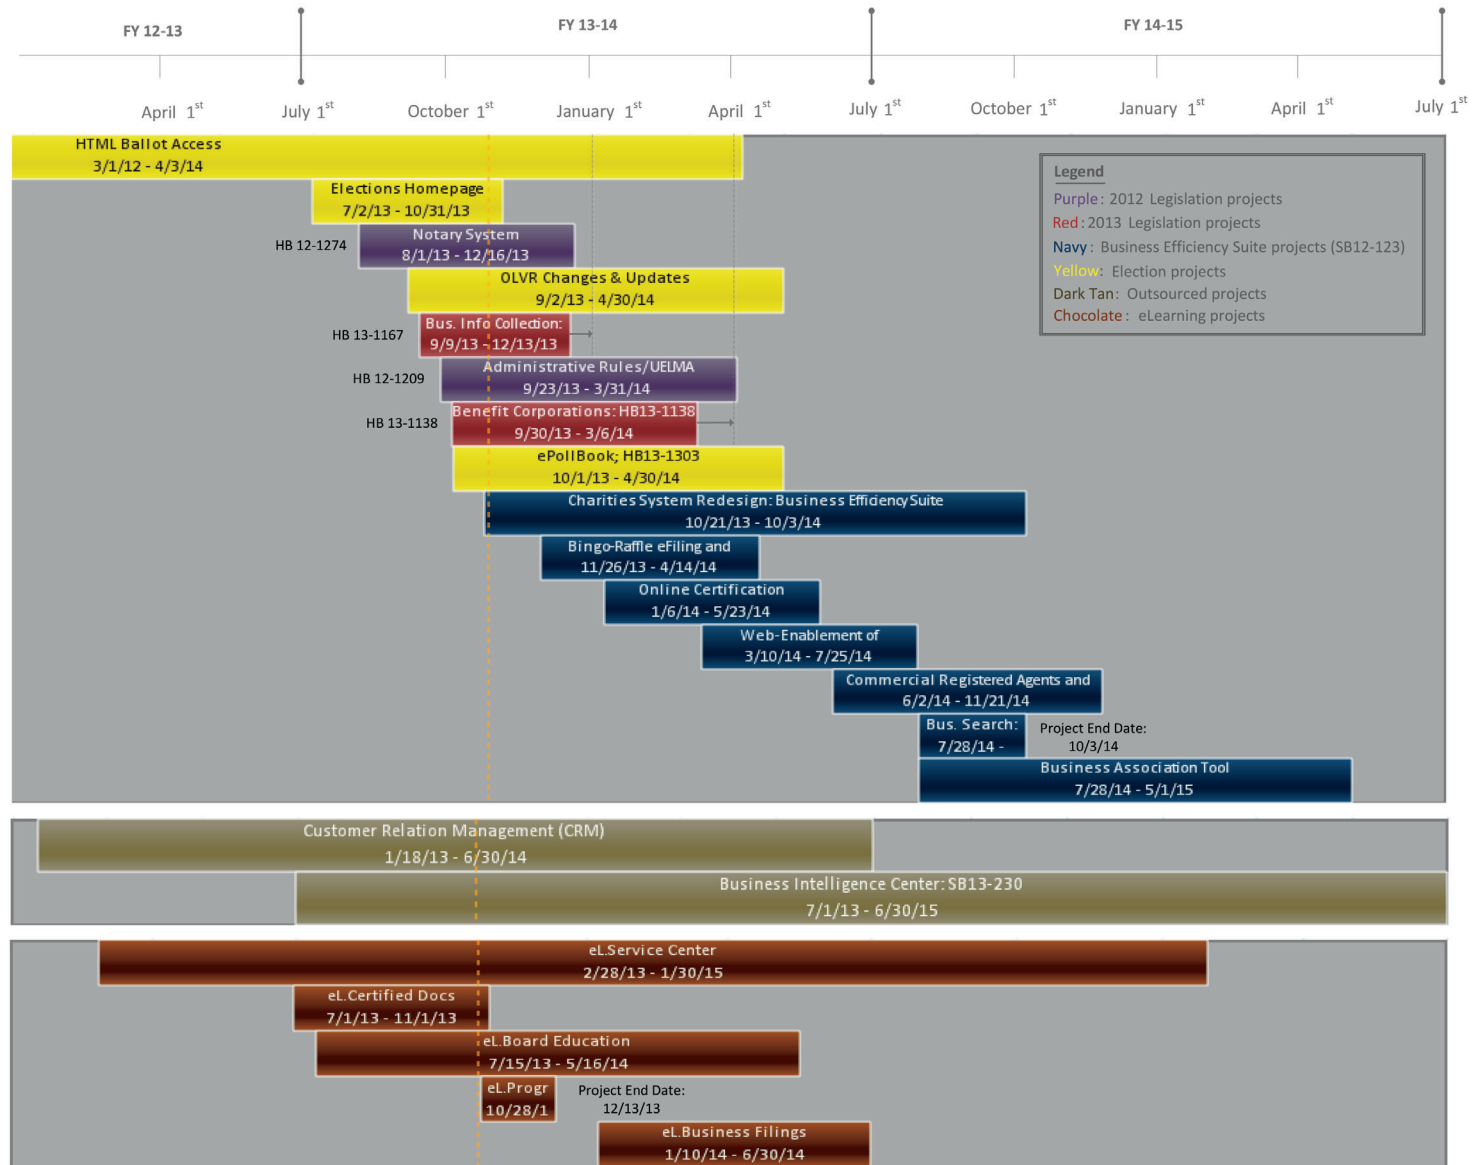 FY 12-13
FY 13-14
FY 14-15
April 1st
July 1st
October 1st
January 1st
April 1st
July 1st
October 1st
January 1st
April 1st
July 1st
HTML Ballot Access
3/1/12 - 4/3/14
Legend
Purple: 2012 Legislation projects
Red: 2013 Legislation projects
Navy: Business Efficiency Suite projects (SB12-123)
Yellow: Election projects
Dark Tan: Outsourced projects
Chocolate: eLearning projects
Elections Homepage
7/2/13 - 10/31/13
HB 12-1274
Notary System
8/1/13 - 12/16/13
OLVR Changes & Updates
9/2/13 - 4/30/14
HB 13-1167
Bus. Info Collection:
9/9/13 - 12/13/13
HB 12-1209
Administrative Rules/UELMA
9/23/13 - 3/31/14
HB 13-1138
Benefit Corporations: HB13-1138
9/30/13 - 3/6/14
ePollBook; HB13-1303
10/1/13 - 4/30/14
Charities System Redesign: Business Efficiency Suite
10/21/13 - 10/3/14
Bingo-Raffle eFiling and
11/26/13 - 4/14/14
Online Certification
1/6/14 - 5/23/14
Web-Enablement of
3/10/14 - 7/25/14
Commercial Registered Agents and
6/2/14 - 11/21/14
Bus. Search:
7/28/14 -
Project End Date:
10/3/14
Business Association Tool
7/28/14 - 5/1/15
Customer Relation Management (CRM)
1/18/13 - 6/30/14
Business Intelligence Center: SB13-230
7/1/13 - 6/30/15
eL.Service Center
2/28/13 - 1/30/15
eL.Certified Docs
7/1/13 - 11/1/13
eL.Board Education
7/15/13 - 5/16/14
eL.Progr
10/28/1
Project End Date:
12/13/13
eL.Business Filings
1/10/14 - 6/30/14